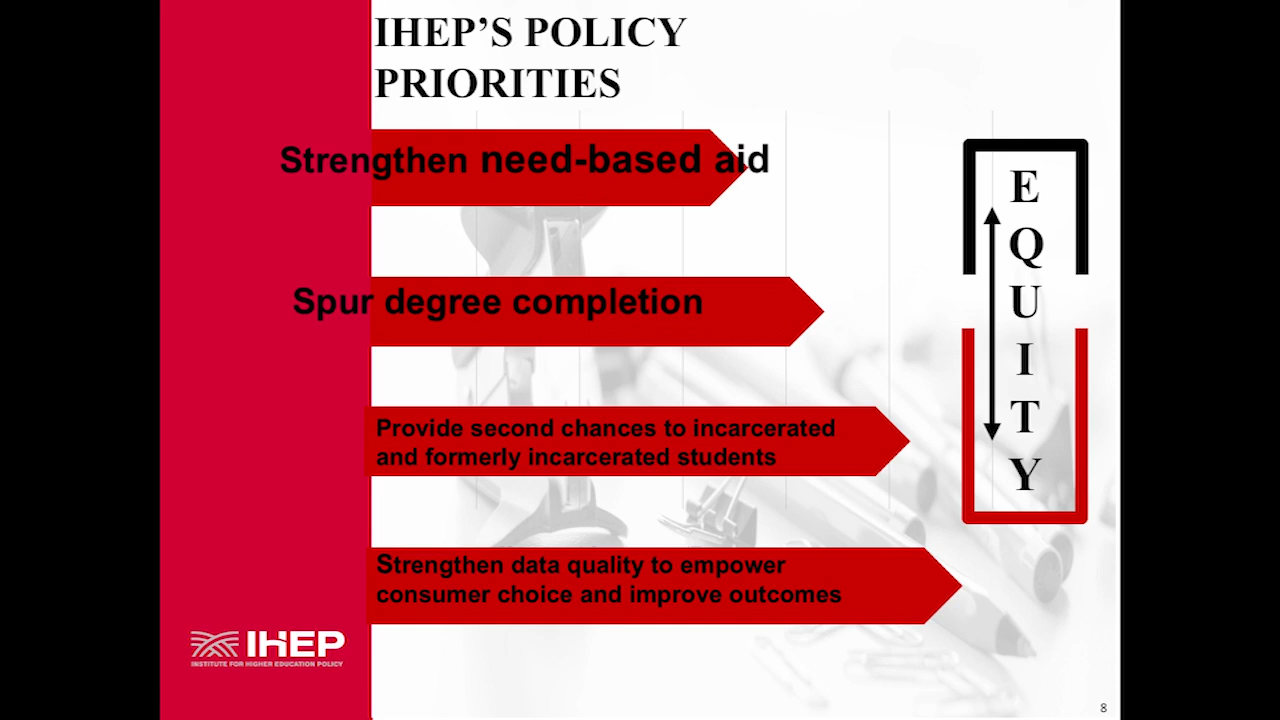 IHEP’S POLICY
PRIORITIES
Strengthen need-based aid
Spur degree completion
Provide second chances to incarcerated
and formerly incarcerated students
Strengthen data quality to empower
consumer choice and improve outcomes
E
Q
U
I
T
Y
IHEP
INSTITUTE FOR HIGHER EDUCATION POLICY
8